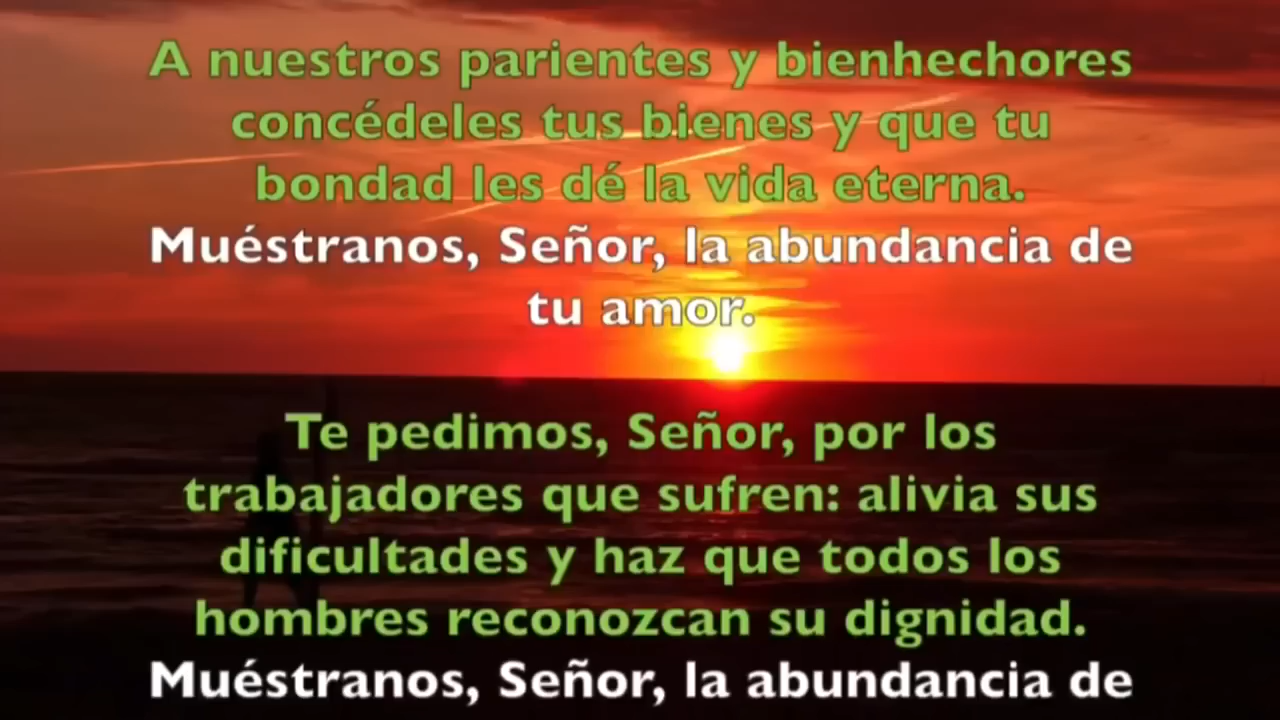 A nuestros parientes y bienhechores
concédeles tus bienes y que tu
bondad les dé la vida eterna.
Muéstranos, Señor, la abundancia de
tu amor.
Te pedimos, Señor, por los
trabajadores que sufren: alivia sus
dificultades y haz que todos los
hombres reconozcan su dignidad.
Muéstranos, Señor, la abundancia de